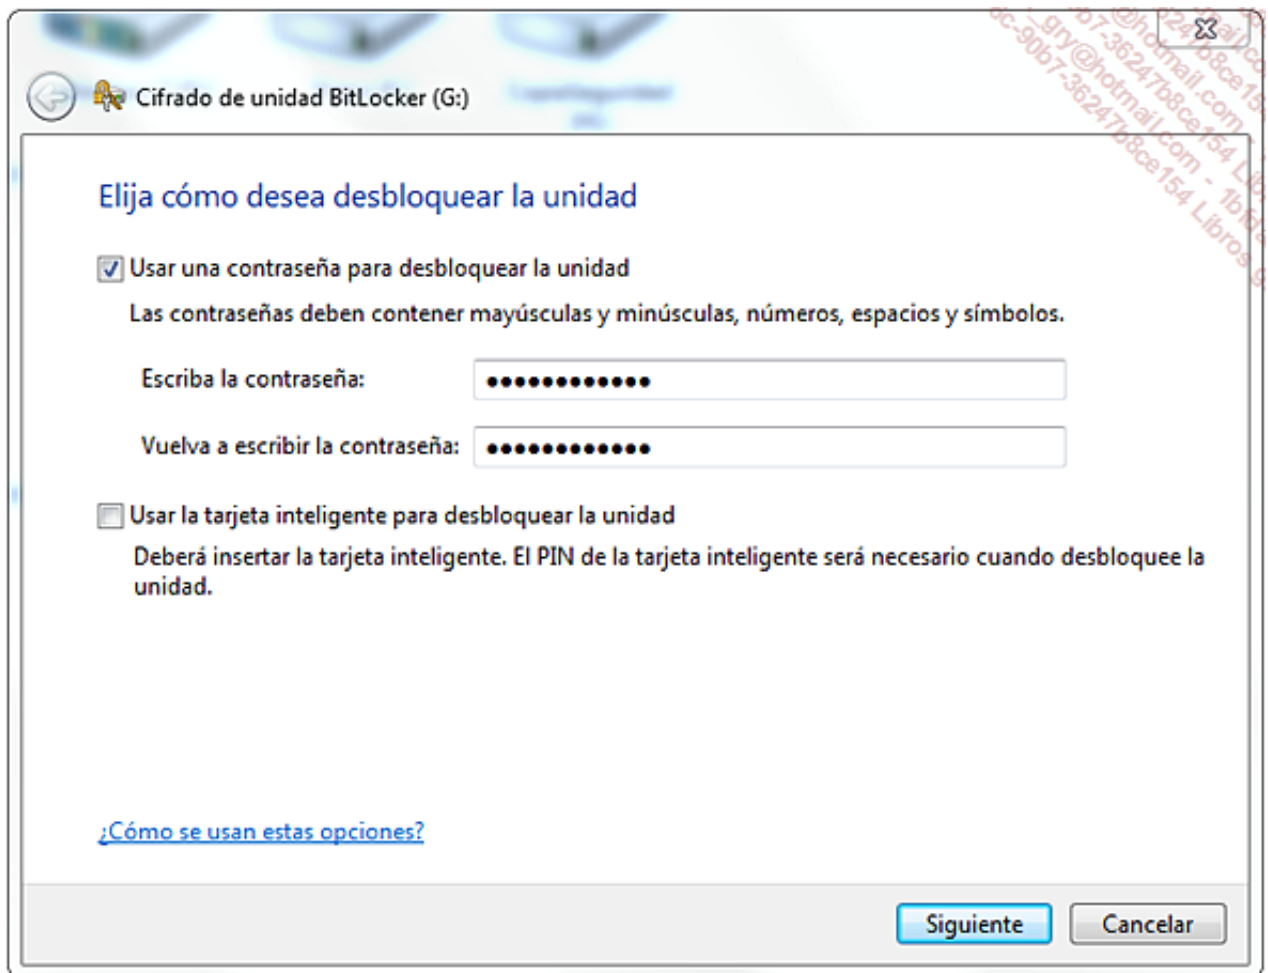 Cifrado de unidad BitLocker (G:)
Elija cómo desea desbloquear la unidad
Usar una contraseña para desbloquear la unidad
Las contraseñas deben contener mayúsculas y minúsculas, números, espacios y símbolos.
Escriba la contraseña:
Vuelva a escribir la contraseña:
Usar la tarjeta inteligente para desbloquear la unidad
Deberá insertar la tarjeta inteligente. El PIN de la tarjeta inteligente será necesario cuando desbloquee la
unidad.
¿Cómo se usan estas opciones?
Siguiente
Cancelar